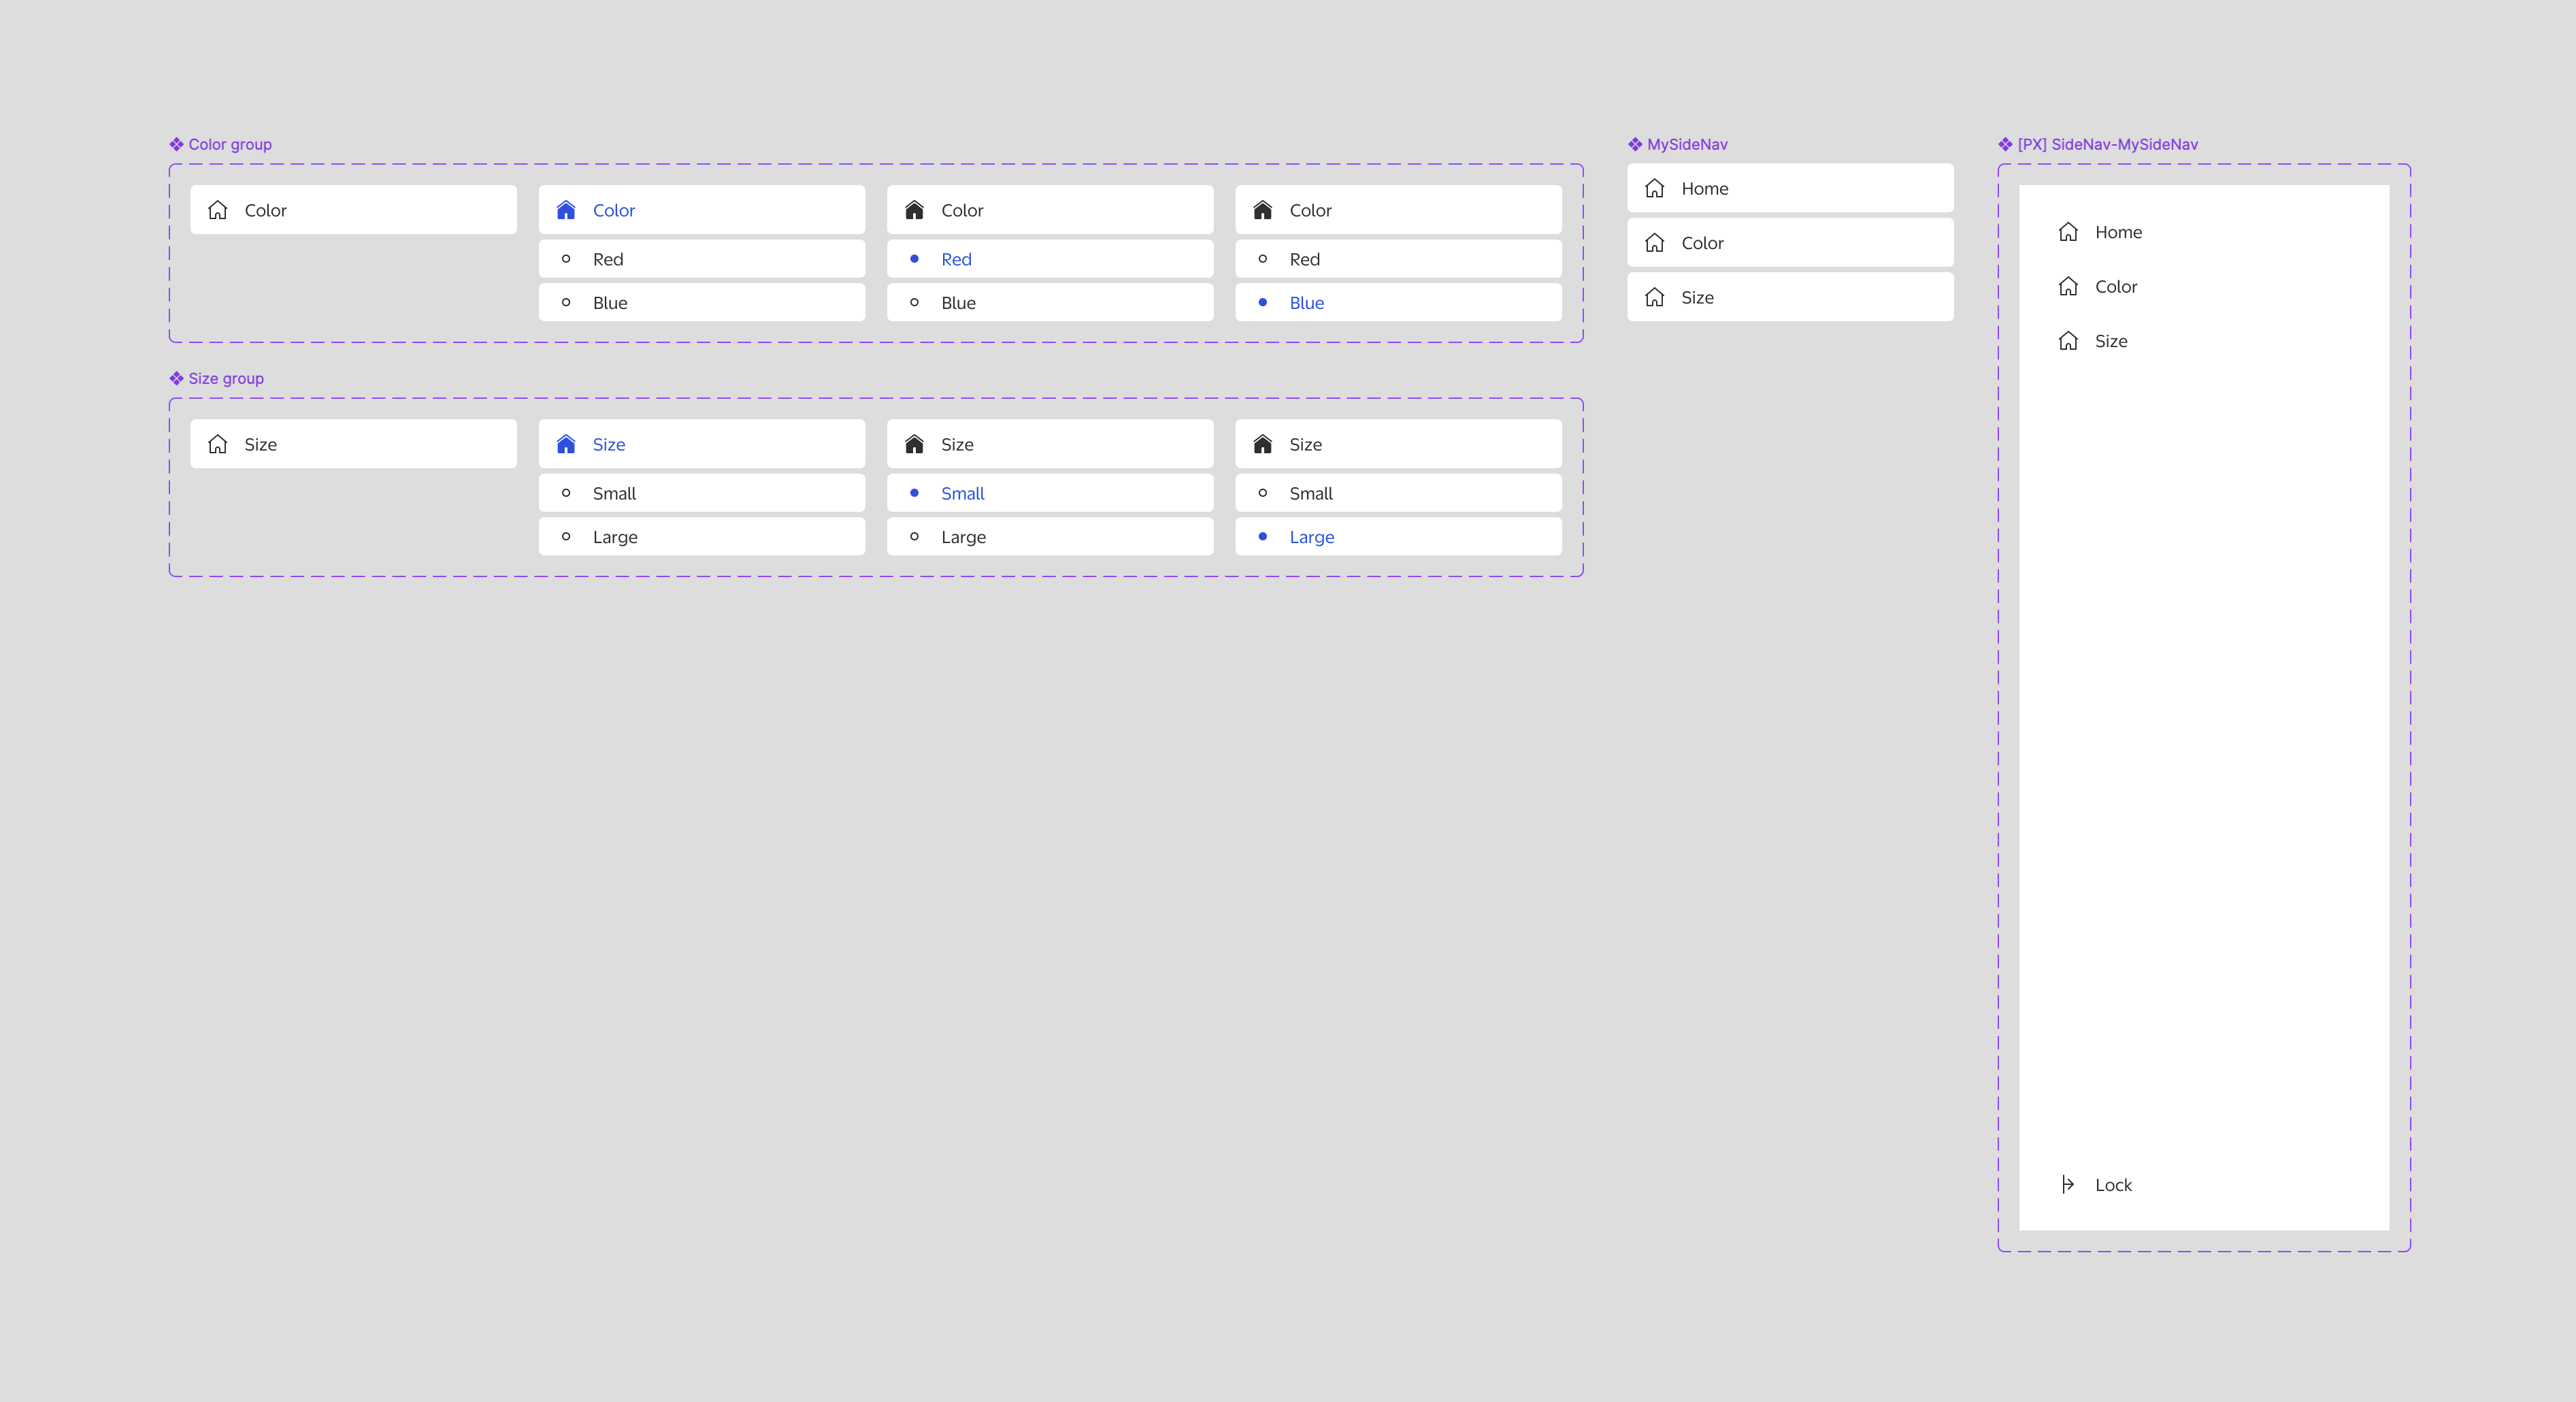 Color group
Color
Color
Red
Blue
Color
Red
Blue
Color
Red
Blue
Size group
Size
Size
Small
Large
Size
Small
Large
Size
Small
Large
MySideNav
Home
Color
Size
[PX] SideNav-MySideNav
Home
Color
Size
Lock